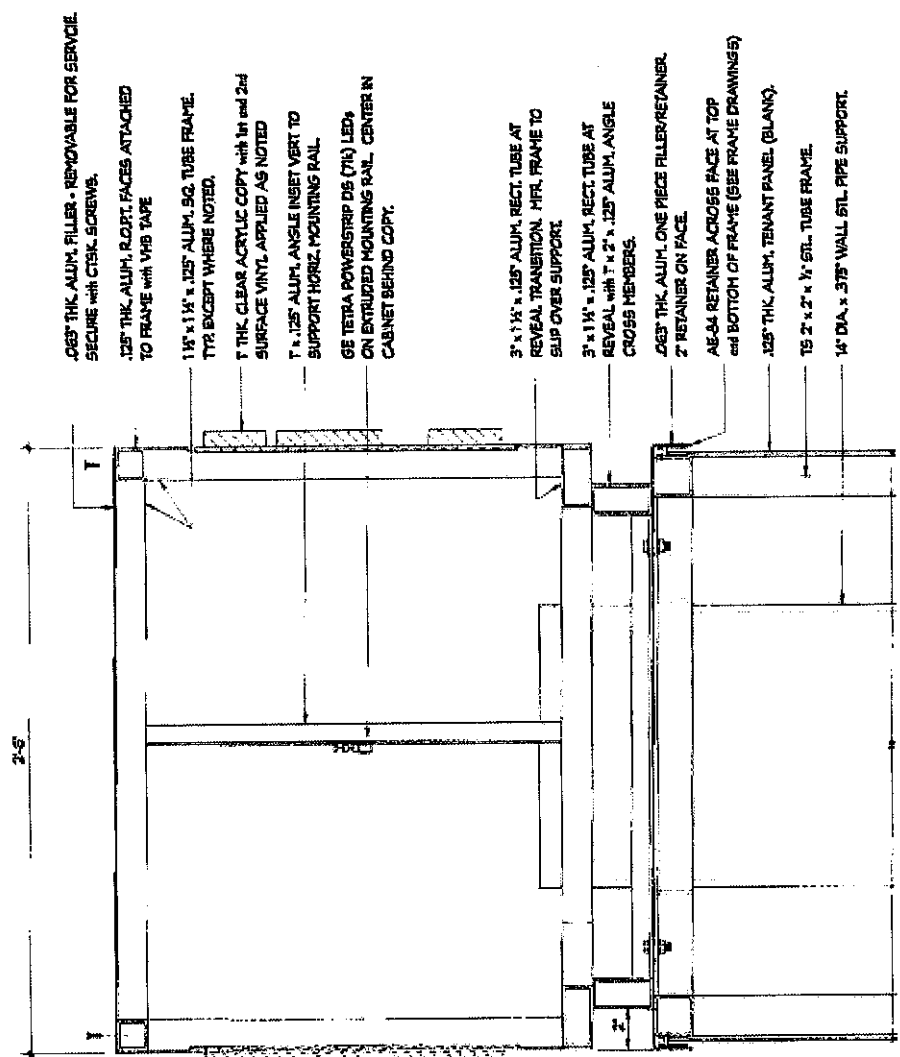 .063" THK. ALUM. FILLER - REMOVABLE FOR SERVCIE.
SECURE with CTSK. SCREWS.
.125" THK. ALUM. R.O.P.T. FACES ATTACHED
TO FRAME with VHB TAPE
1 ½" x 1 ½" x .125" ALUM. SQ. TUBE FRAME.
TYP. EXCEPT WHERE NOTED.
1" THK. CLEAR ACRYLIC COPY with 1st and 2nd
SURFACE VINYL APPLIED AS NOTED
1" x .125" ALUM. ANGLE INSET VERT TO
SUPPORT HORIZ. MOUNTING RAIL.
GE TETRA POWERSTRIP DS (71k) LEDs
ON EXTRUDED MOUNTING RAIL. CENTER IN
CABINET BEHIND COPY.
3" x 1 ½" x .125" ALUM. RECT. TUBE AT
REVEAL TRANSITION. MFR. FRAME TO
SLIP OVER SUPPORT.
3" x 1 ½" x .125" ALUM. RECT. TUBE AT
REVEAL with 1" x 2" x .125" ALUM. ANGLE
CROSS MEMBERS.
.063" THK ALUM. ONE PIECE FILLER/RETAINER.
2" RETAINER ON FACE.
AE-84 RETAINER ACROSS FACE AT TOP
and BOTTOM OF FRAME (SEE FRAME DRAWINGS)
.125" THK. ALUM. TENANT PANEL (BLANK).
TS 2" x 2" x ¼" STL. TUBE FRAME.
14" DIA. x .375" WALL STL. PIPE SUPPORT.
2'-6"
2"